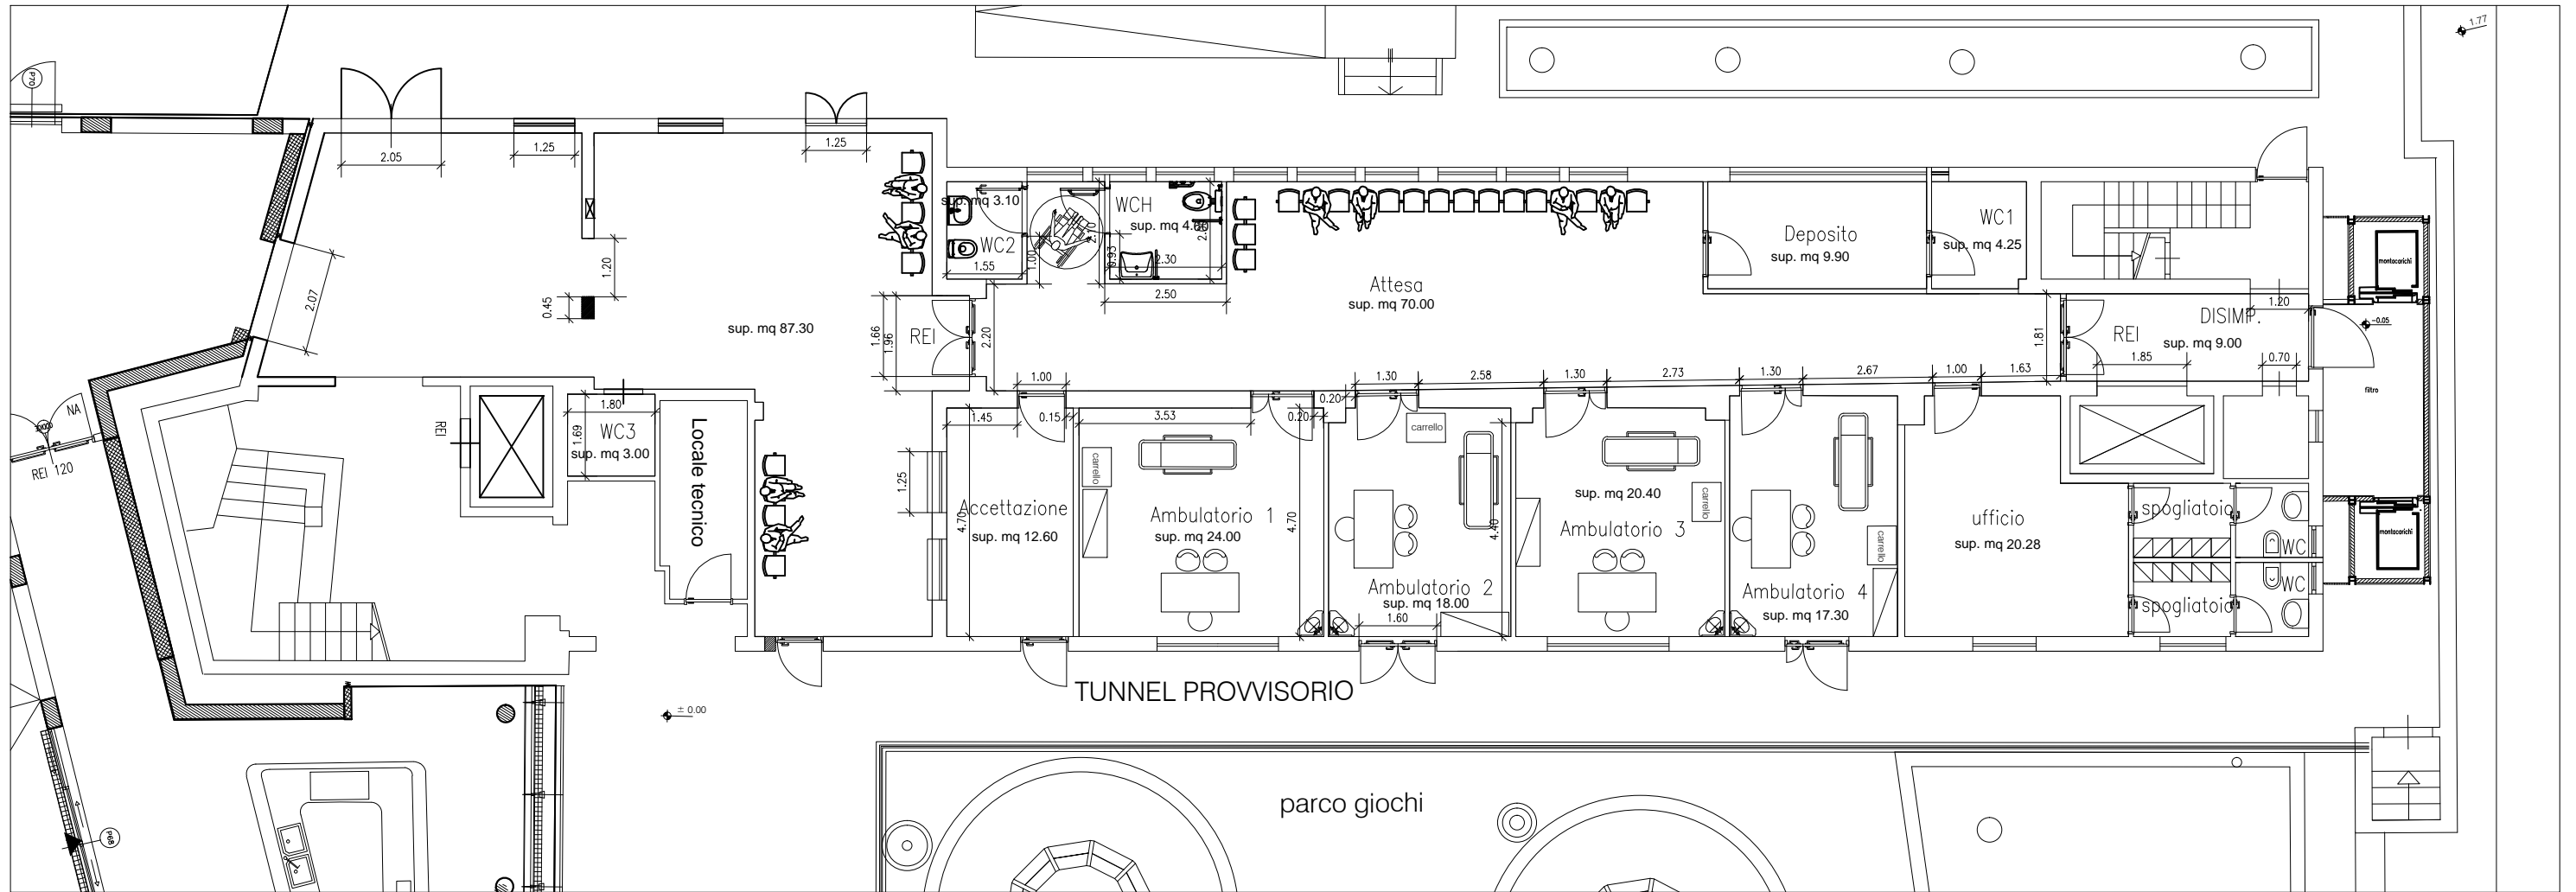 1.77
P70
2.05
1.25
1.25
sup. mq 3.10
WC2
1.55
1.00
WCH
sup. mq 4.60
0.93
2.30
2.50
Attesa
sup. mq 70.00
Deposito
sup. mq 9.90
WC1
sup. mq 4.25
montacarichi
1.20
-0.05
DISIMP.
sup. mq 9.00
REI
1.85
0.70
filtro
1.20
0.45
2.07
sup. mq 87.30
1.66
1.96
REI
2.20
1.81
1.00
1.30
2.58
1.30
2.73
1.30
2.67
1.00
1.63
0.20
NA
REI 120
REI
1.80
1.69
WC3
sup. mq 3.00
Locale tecnico
1.25
1.45
0.15
3.53
0.20
carrello
carrello
carrello
carrello
Accettazione
sup. mq 12.60
4.70
Ambulatorio 1
sup. mq 24.00
4.70
Ambulatorio 2
sup. mq 18.00
1.60
4.40
sup. mq 20.40
Ambulatorio 3
Ambulatorio 4
sup. mq 17.30
ufficio
sup. mq 20.28
spogliatoio
WC
spogliatoio
WC
montacarichi
TUNNEL PROVVISORIO
± 0.00
parco giochi
P68